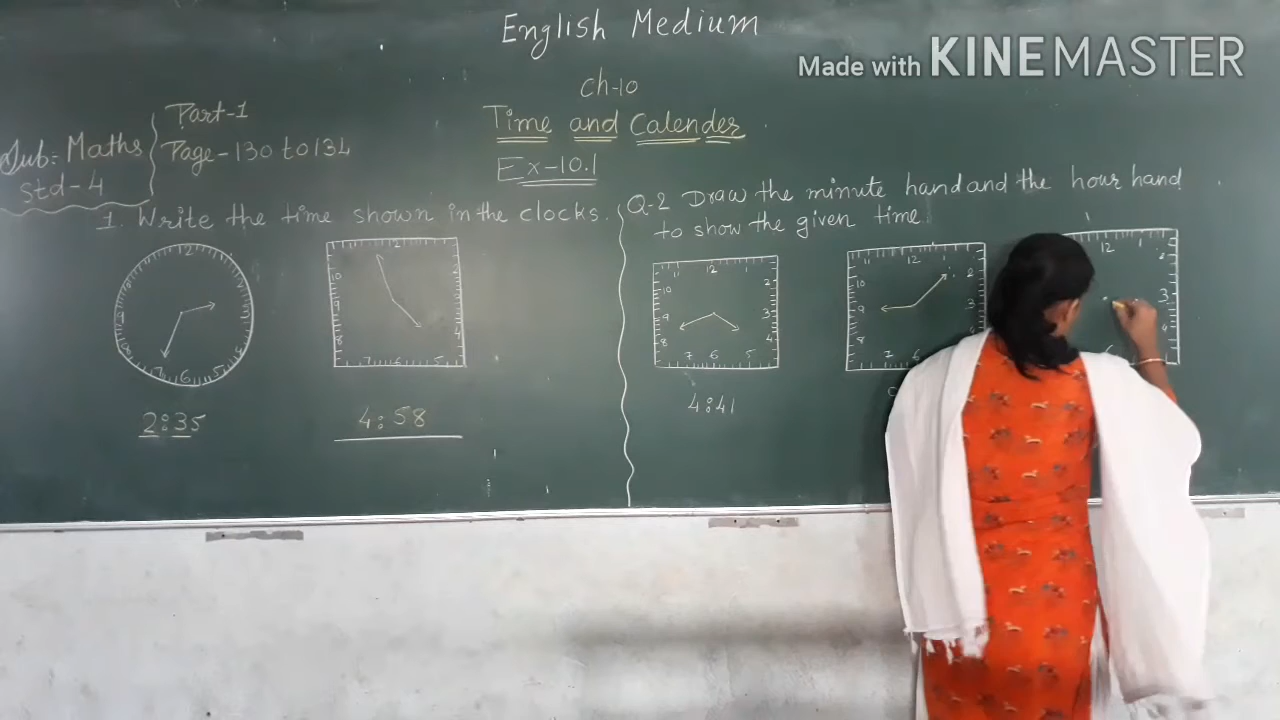 English Medium
Made with KINEMASTER
Ch-10
Time and Calender
Ex-10.1
Part-1
Page-130 to 134
Sub: Maths
Std-4
1. Write the time shown in the clocks.
Q-2 Draw the minute hand and the hour hand
to show the given time
2:35
4:58
4:41